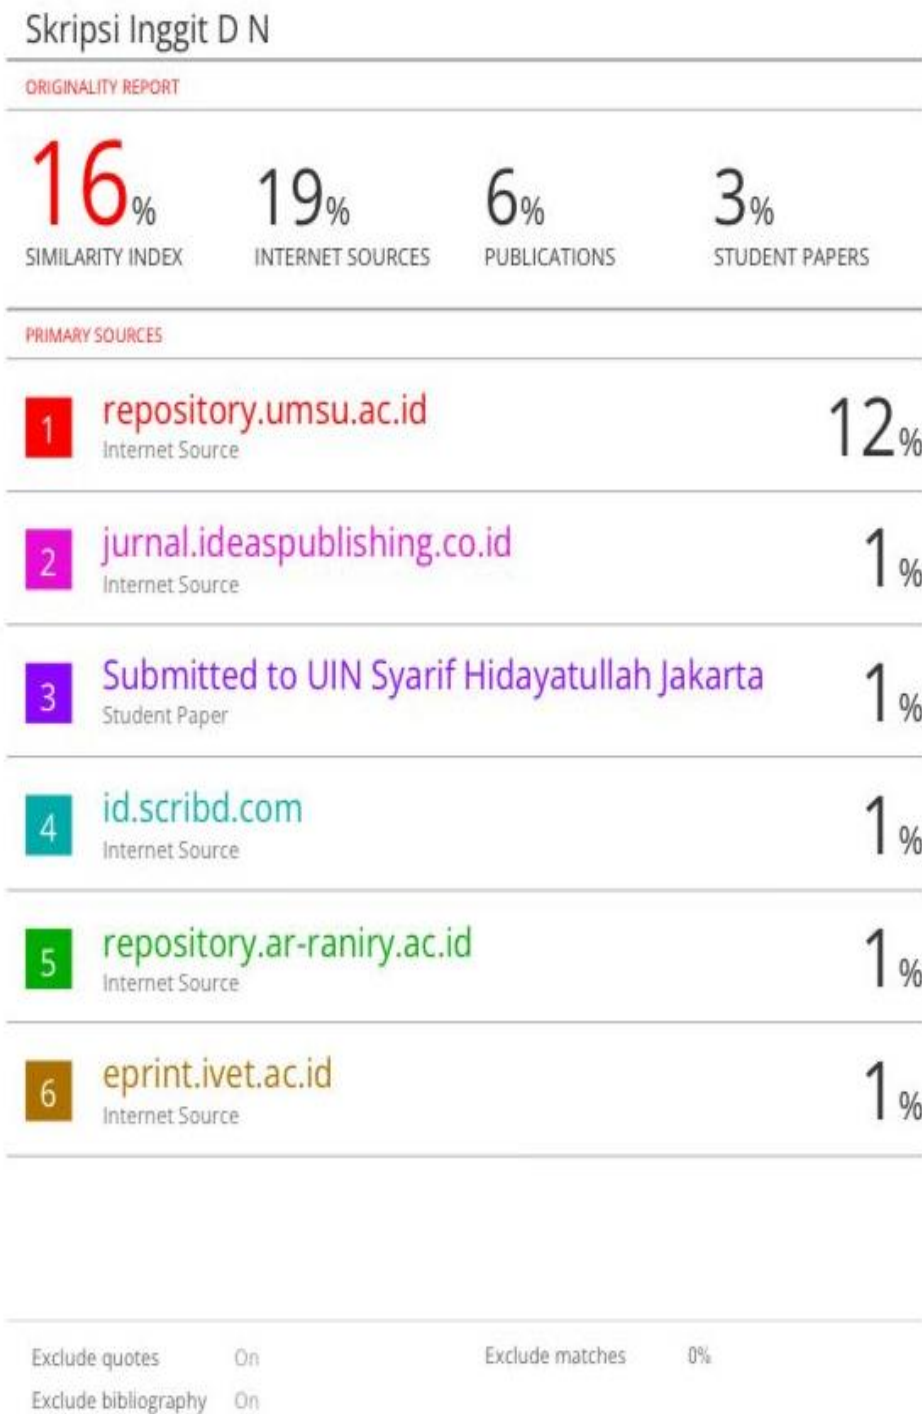 Skripsi Inggit D N
ORIGINALITY REPORT
16% 19% 6% 3%
SIMILARITY INDEX INTERNET SOURCES PUBLICATIONS STUDENT PAPERS
PRIMARY SOURCES
1 repository.umsu.ac.id 12%
Internet Source
2 jurnal.ideaspublishing.co.id 1%
Internet Source
3 Submitted to UIN Syarif Hidayatullah Jakarta 1%
Student Paper
4 id.scribd.com 1%
Internet Source
5 repository.ar-raniry.ac.id 1%
Internet Source
6 eprint.ivet.ac.id 1%
Internet Source
Exclude quotes On Exclude matches 0%
Exclude bibliography On